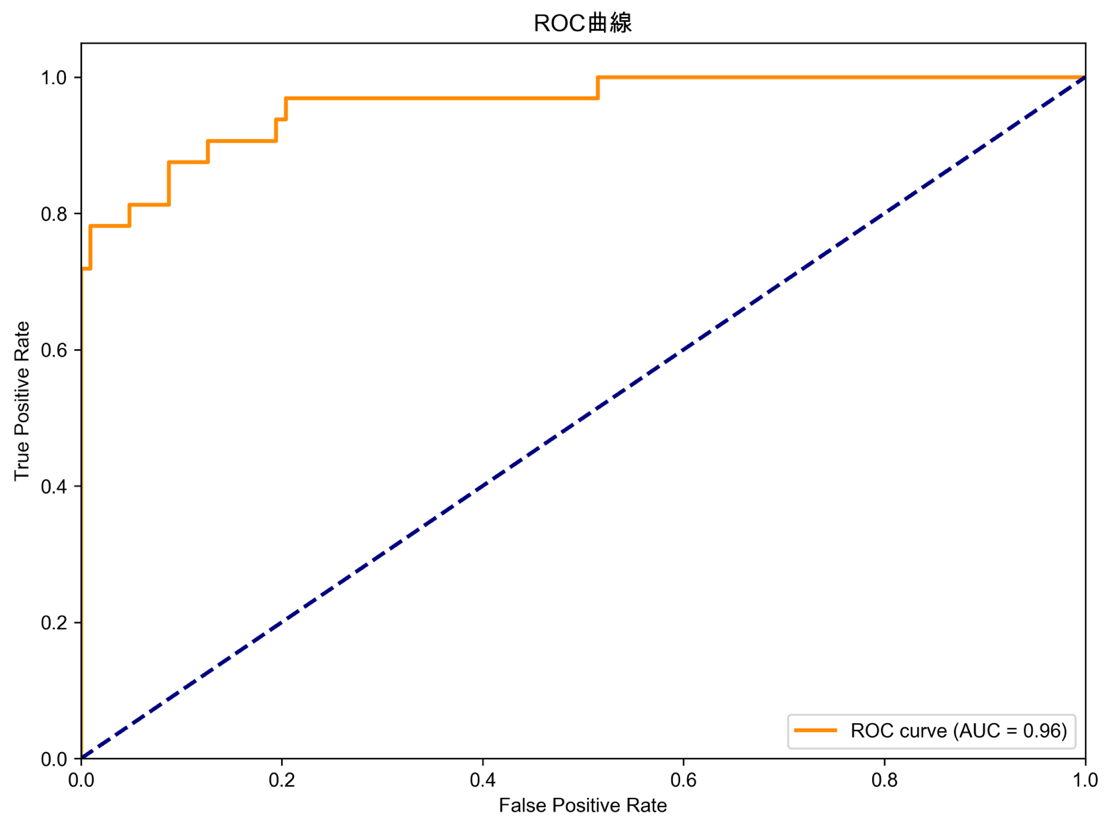 ROC曲線
True Positive Rate
1.0
0.8
0.6
0.4
0.2
0.0
0.0 0.2 0.4 0.6 0.8 1.0
False Positive Rate
ROC curve (AUC = 0.96)